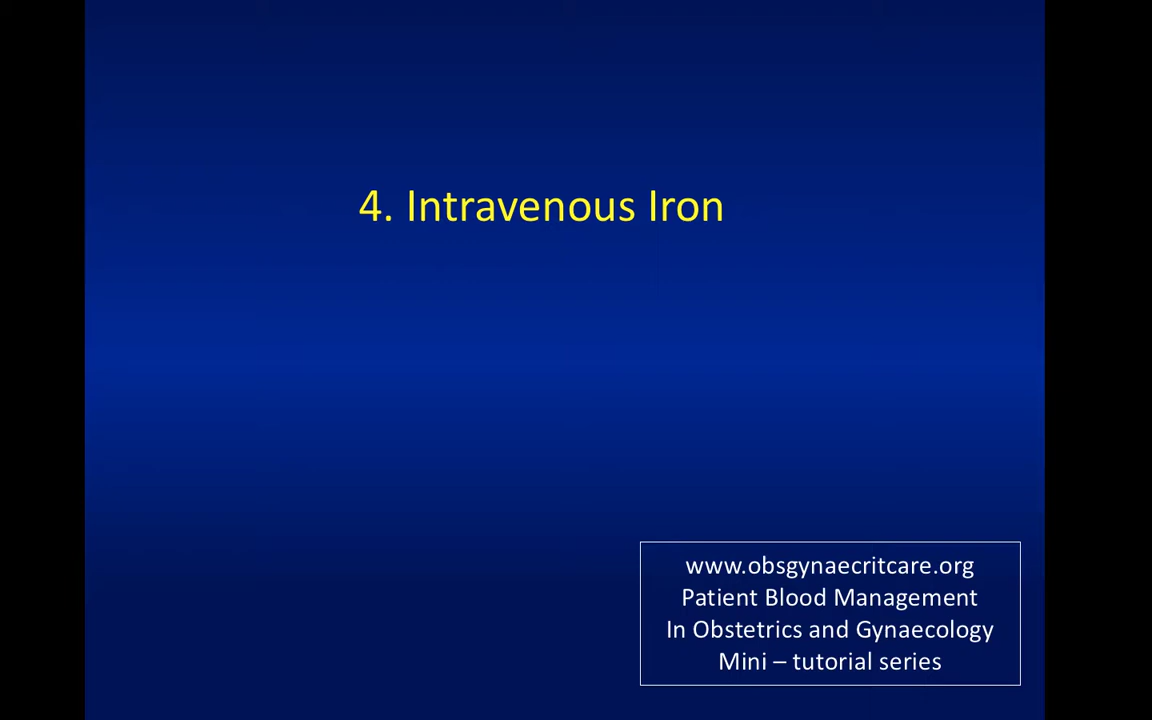 4. Intravenous Iron
www.obsgynaecritcare.org
Patient Blood Management
In Obstetrics and Gynaecology
Mini – tutorial series